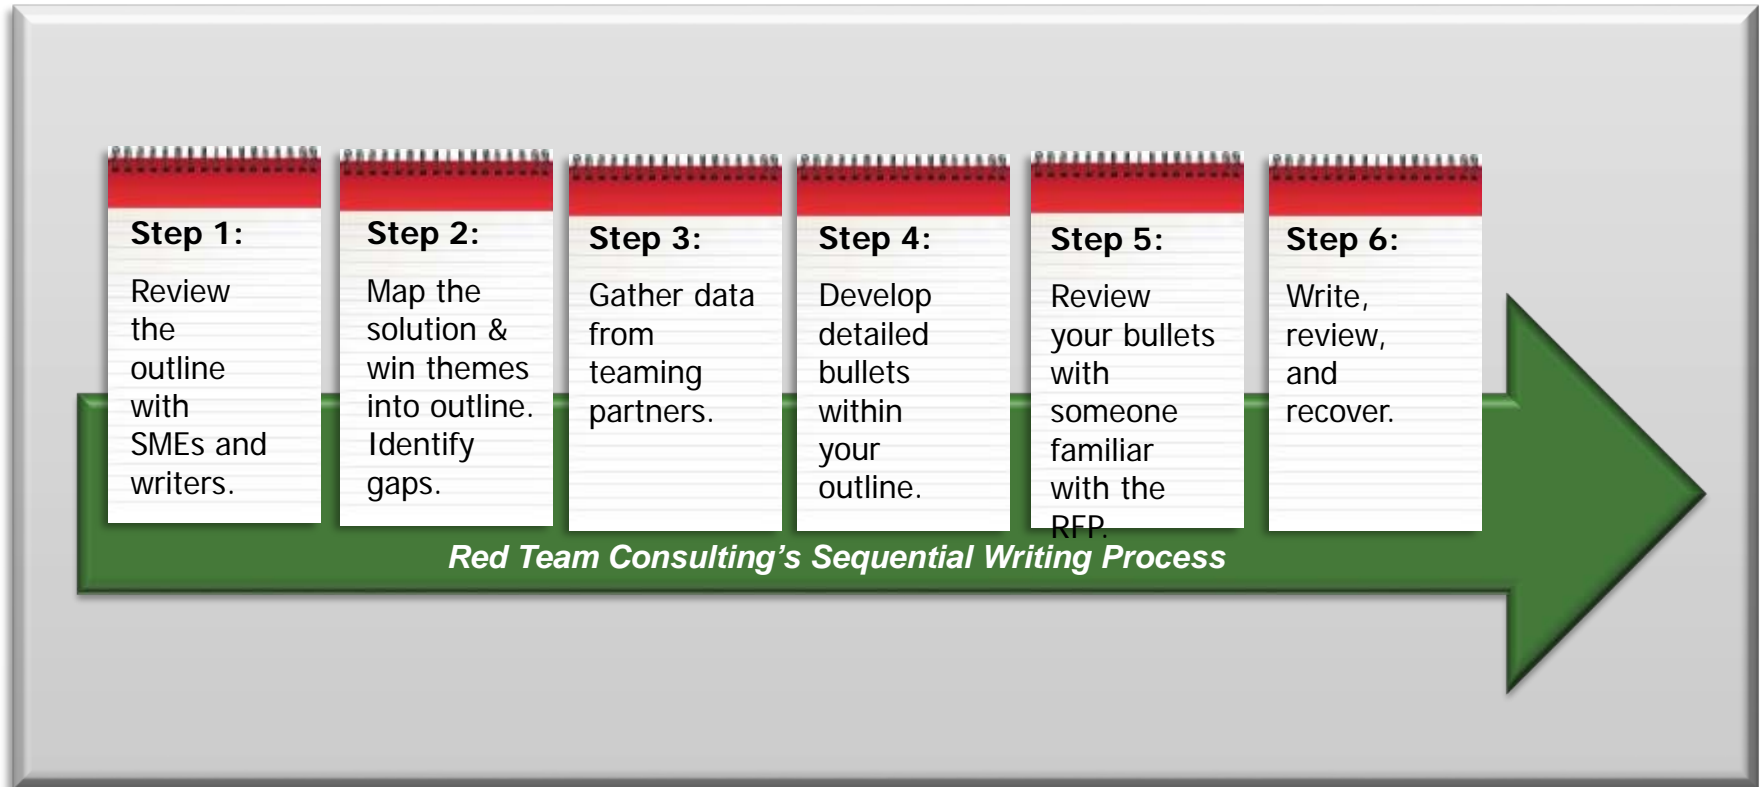 Step 1:
Review
the
outline
with
SMEs and
writers.
Step 2:
Map the
solution &
win themes
into outline.
Identify
gaps.
Step 3:
Gather data
from
teaming
partners.
Step 4:
Develop
detailed
bullets
within
your
outline.
Step 5:
Review
your bullets
with
someone
familiar
with the
RFP.
Step 6:
Write,
review,
and
recover.
Red Team Consulting’s Sequential Writing Process